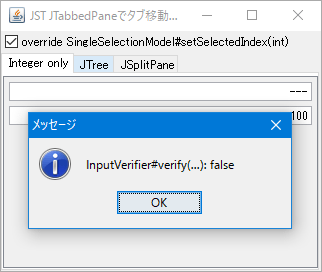 JST JTabbedPaneでタブ移動...
override SingleSelectionModel#setSelectedIndex(int)
Integer only JTree JSplitPane
---
100
メッセージ
InputVerifier#verify(...): false
OK